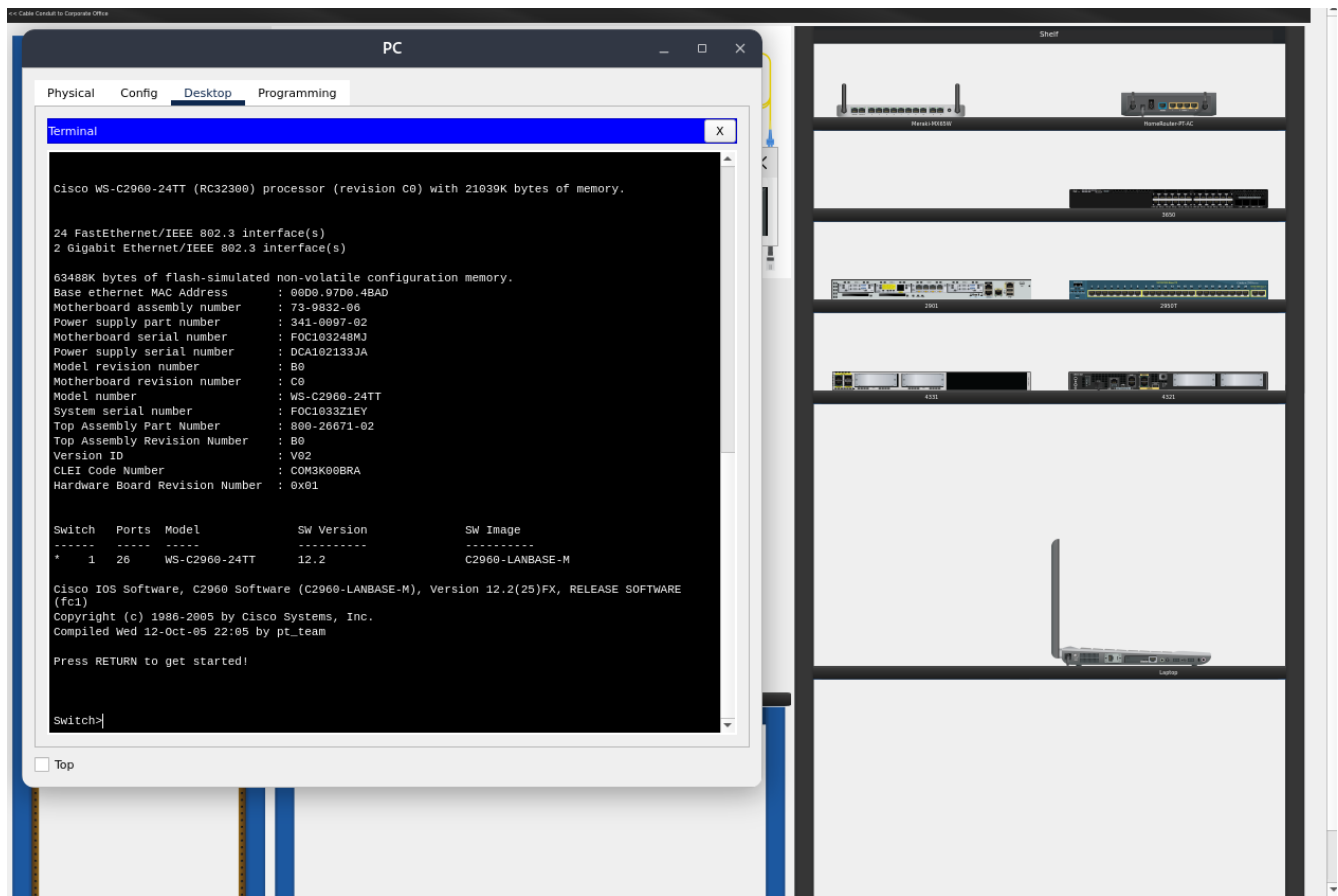 << Cable Conduit to Corporate Office
PC
Physical Config Desktop Programming
Terminal
X
Cisco WS-C2960-24TT (RC32300) processor (revision C0) with 21039K bytes of memory.
24 FastEthernet/IEEE 802.3 interface(s)
2 Gigabit Ethernet/IEEE 802.3 interface(s)
63488K bytes of flash-simulated non-volatile configuration memory.
Base ethernet MAC Address : 00D0.97D0.4BAD
Motherboard assembly number : 73-9832-06
Power supply part number : 341-0097-02
Motherboard serial number : FOC103248MJ
Power supply serial number : DCA102133JA
Model revision number : B0
Motherboard revision number : C0
Model number : WS-C2960-24TT
System serial number : FOC1033Z1EY
Top Assembly Part Number : 800-26671-02
Top Assembly Revision Number : B0
Version ID : V02
CLEI Code Number : COM3K00BRA
Hardware Board Revision Number : 0x01
Switch Ports Model SW Version SW Image
------ ----- ----- ---------- ----------
* 1 26 WS-C2960-24TT 12.2 C2960-LANBASE-M
Cisco IOS Software, C2960 Software (C2960-LANBASE-M), Version 12.2(25)FX, RELEASE SOFTWARE
(fc1)
Copyright (c) 1986-2005 by Cisco Systems, Inc.
Compiled Wed 12-Oct-05 22:05 by pt_team
Press RETURN to get started!
Switch>
Top
Shelf
Meraki-MX65W
HomeRouter-PT-AC
3650
2901
2950T
4331
4321
Laptop